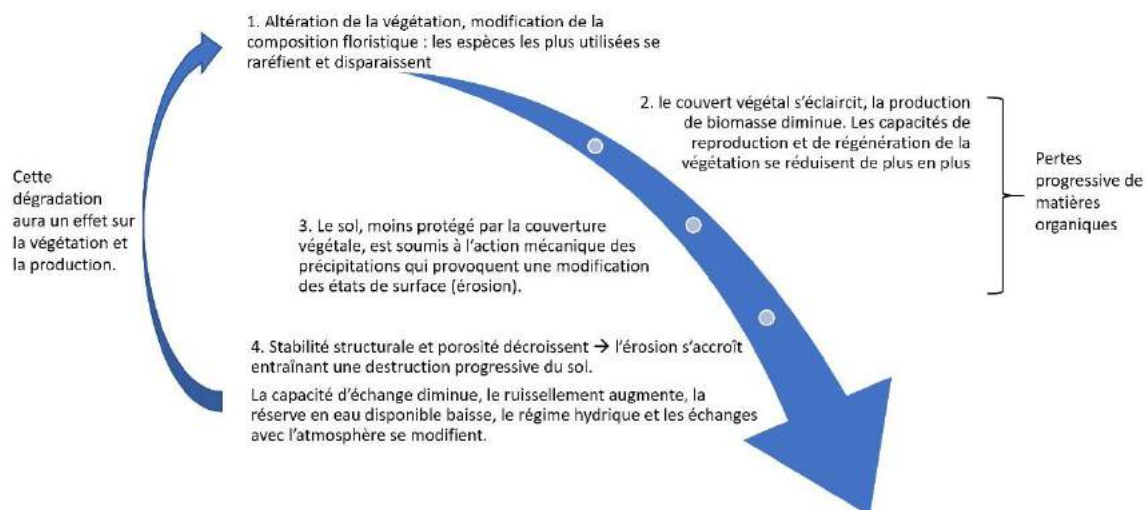 1. Altération de la végétation, modification de la
composition floristique : les espèces les plus utilisées se
raréfient et disparaissent
2. le couvert végétal s'éclaircit, la production
de biomasse diminue. Les capacités de
reproduction et de régénération de la
végétation se réduisent de plus en plus
Pertes
progressive de
matières
organiques
Cette
dégradation
aura un effet sur
la végétation et
la production.
3. Le sol, moins protégé par la couverture
végétale, est soumis à l'action mécanique des
précipitations qui provoquent une modification
des états de surface (érosion).
4. Stabilité structurale et porosité décroissent → l'érosion s'accroît
entraînant une destruction progressive du sol.
La capacité d'échange diminue, le ruissellement augmente, la
réserve en eau disponible baisse, le régime hydrique et les échanges
avec l'atmosphère se modifient.